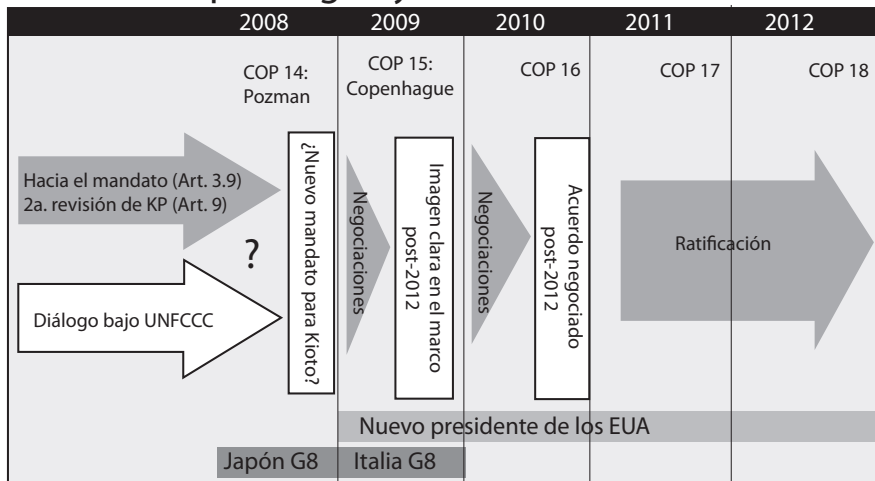 2008 2009 2010 2011 2012
COP 14:
Pozman
COP 15:
Copenhague
COP 16
COP 17
COP 18
Hacia el mandato (Art. 3.9)
2a. revisión de KP (Art. 9)
?
Diálogo bajo UNFCCC
¿Nuevo mandato para Kioto?
Negociaciones
Imagen clara en el marco
post-2012
Negociaciones
Acuerdo negociado
post-2012
Ratificación
Nuevo presidente de los EUA
Japón G8
Italia G8